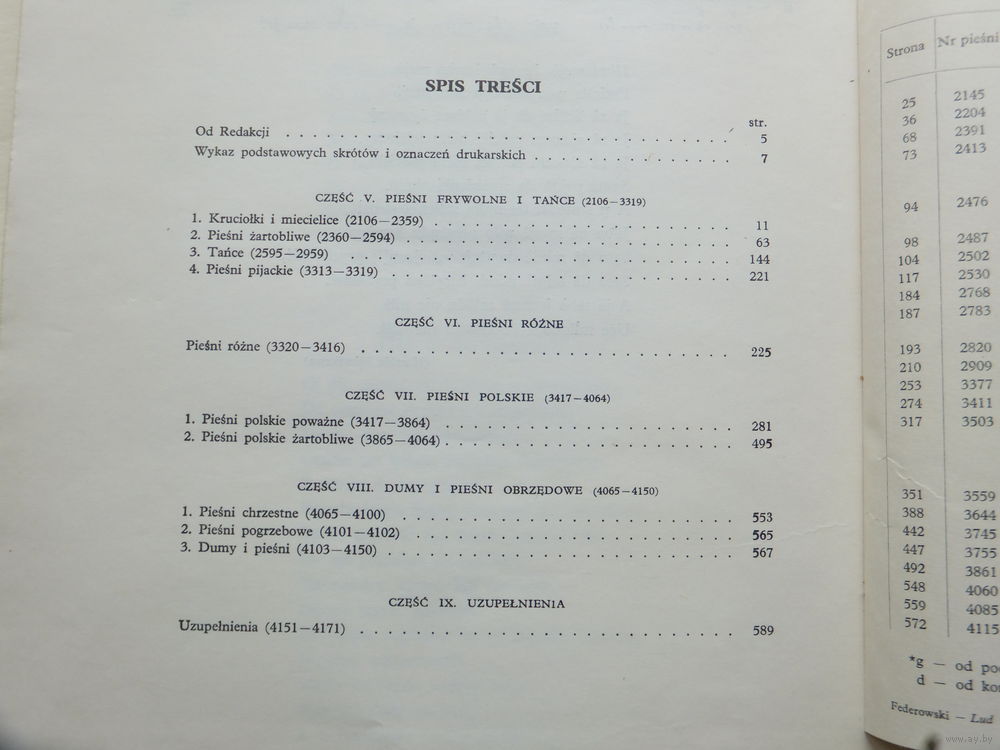 SPIS TREŚCI
str.
Od Redakcji . . . . . . . . . . . . . . . . . . . . . . . . . . . . . . . . . . 5
Wykaz podstawowych skrótów i oznaczeń drukarskich . . . . . . . . . . . . . . . 7
CZĘŚĆ V. PIEŚNI FRYWOLNE I TAŃCE (2106—3319)
1. Kruciołki i miecielice (2106—2359) . . . . . . . . . . . . . . . . . . . . . . . 11
2. Pieśni żartobliwe (2360—2594) . . . . . . . . . . . . . . . . . . . . . . . . . 63
3. Tańce (2595—2959) . . . . . . . . . . . . . . . . . . . . . . . . . . . . . 144
4. Pieśni pijackie (3313—3319) . . . . . . . . . . . . . . . . . . . . . . . . . . 221
CZĘŚĆ VI. PIEŚNI RÓŻNE
Pieśni różne (3320—3416) . . . . . . . . . . . . . . . . . . . . . . . . . . . . 225
CZĘŚĆ VII. PIEŚNI POLSKIE (3417—4064)
1. Pieśni polskie poważne (3417—3864) . . . . . . . . . . . . . . . . . . . . . . 281
2. Pieśni polskie żartobliwe (3865—4064) . . . . . . . . . . . . . . . . . . . . . . 495
CZĘŚĆ VIII. DUMY I PIEŚNI OBRZĘDOWE (4065—4150)
1. Pieśni chrzestne (4065—4100) . . . . . . . . . . . . . . . . . . . . . . . . . 553
2. Pieśni pogrzebowe (4101—4102) . . . . . . . . . . . . . . . . . . . . . . . . 565
3. Dumy i pieśni (4103—4150) . . . . . . . . . . . . . . . . . . . . . . . . . . 567
CZĘŚĆ IX. UZUPEŁNIENIA
Uzupełnienia (4151—4171) . . . . . . . . . . . . . . . . . . . . . . . . . . . . 589
Strona Nr pieśni
25 2145
36 2204
68 2391
73 2413
94 2476
98 2487
104 2502
117 2530
184 2768
187 2783
193 2820
210 2909
253 3377
274 3411
317 3503
351 3559
388 3644
442 3745
447 3755
492 3861
548 4060
559 4085
572 4115
*g — od
d — od
Federowski — Lud
www.ay.by